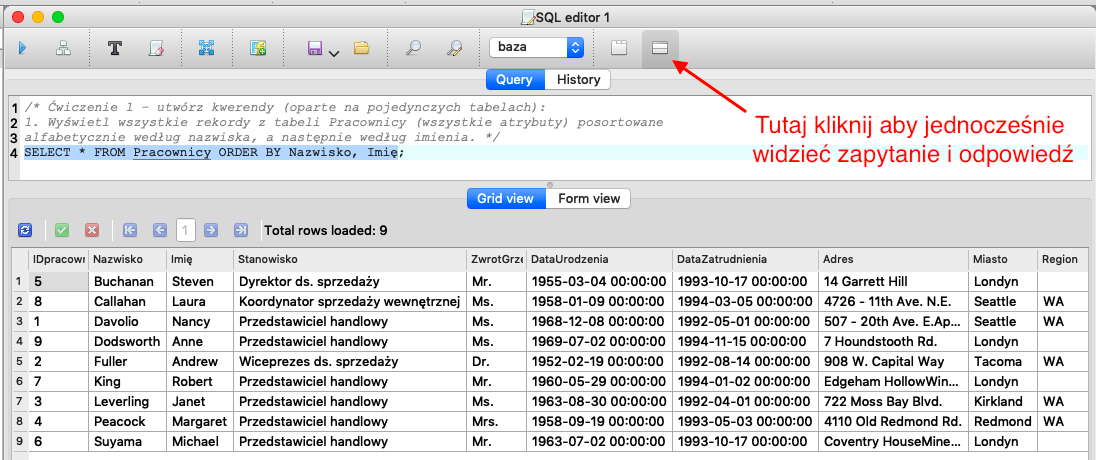 SQL editor 1
T
baza
Query History
1 /* Ćwiczenie 1 - utwórz kwerendy (oparte na pojedynczych tabelach):
2 1. Wyświetl wszystkie rekordy z tabeli Pracownicy (wszystkie atrybuty) posortowane
3 alfabetycznie według nazwiska, a następnie według imienia. */
4 SELECT * FROM Pracownicy ORDER BY Nazwisko, Imię;
Tutaj kliknij aby jednocześnie
widzieć zapytanie i odpowiedź
Grid view Form view
1 Total rows loaded: 9
IDpracown Nazwisko Imię Stanowisko ZwrotGrze DataUrodzenia DataZatrudnienia Adres Miasto Region
1 5 Buchanan Steven Dyrektor ds. sprzedaży Mr. 1955-03-04 00:00:00 1993-10-17 00:00:00 14 Garrett Hill Londyn
2 8 Callahan Laura Koordynator sprzedaży wewnętrznej Ms. 1958-01-09 00:00:00 1994-03-05 00:00:00 4726 - 11th Ave. N.E. Seattle WA
3 1 Davolio Nancy Przedstawiciel handlowy Ms. 1968-12-08 00:00:00 1992-05-01 00:00:00 507 - 20th Ave. E.Ap... Seattle WA
4 9 Dodsworth Anne Przedstawiciel handlowy Ms. 1969-07-02 00:00:00 1994-11-15 00:00:00 7 Houndstooth Rd. Londyn
5 2 Fuller Andrew Wiceprezes ds. sprzedaży Dr. 1952-02-19 00:00:00 1992-08-14 00:00:00 908 W. Capital Way Tacoma WA
6 7 King Robert Przedstawiciel handlowy Mr. 1960-05-29 00:00:00 1994-01-02 00:00:00 Edgeham HollowWin... Londyn
7 3 Leverling Janet Przedstawiciel handlowy Ms. 1963-08-30 00:00:00 1992-04-01 00:00:00 722 Moss Bay Blvd. Kirkland WA
8 4 Peacock Margaret Przedstawiciel handlowy Mrs. 1958-09-19 00:00:00 1993-05-03 00:00:00 4110 Old Redmond Rd. Redmond WA
9 6 Suyama Michael Przedstawiciel handlowy Mr. 1963-07-02 00:00:00 1993-10-17 00:00:00 Coventry HouseMine... Londyn